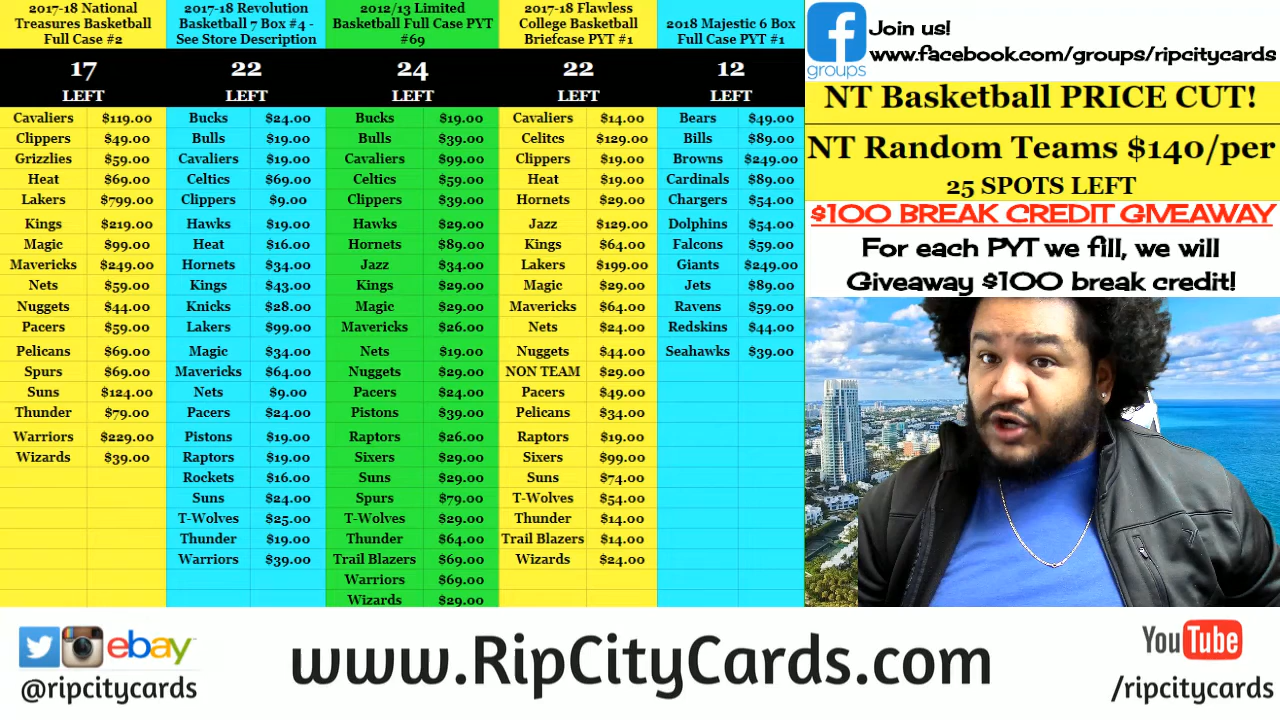 2017-18 National
Treasures Basketball
Full Case #2
17
LEFT
Cavaliers $119.00
Clippers $49.00
Grizzlies $59.00
Heat $69.00
Lakers $799.00
Kings $219.00
Magic $99.00
Mavericks $249.00
Nets $59.00
Nuggets $44.00
Pacers $59.00
Pelicans $69.00
Spurs $69.00
Suns $124.00
Thunder $79.00
Warriors $229.00
Wizards $39.00
2017-18 Revolution
Basketball 7 Box #4 -
See Store Description
22
LEFT
Bucks $24.00
Bulls $19.00
Cavaliers $19.00
Celtics $69.00
Clippers $9.00
Hawks $19.00
Heat $16.00
Hornets $34.00
Kings $43.00
Knicks $28.00
Lakers $99.00
Magic $34.00
Mavericks $64.00
Nets $9.00
Pacers $24.00
Pistons $19.00
Raptors $19.00
Rockets $16.00
Suns $24.00
T-Wolves $25.00
Thunder $19.00
Warriors $39.00
2012/13 Limited
Basketball Full Case PYT
#69
24
LEFT
Bucks $19.00
Bulls $39.00
Cavaliers $99.00
Celtics $59.00
Clippers $39.00
Hawks $29.00
Hornets $89.00
Jazz $34.00
Kings $29.00
Magic $29.00
Mavericks $26.00
Nets $19.00
Nuggets $29.00
Pacers $24.00
Pistons $39.00
Raptors $26.00
Sixers $29.00
Suns $29.00
Spurs $79.00
T-Wolves $29.00
Thunder $64.00
Trail Blazers $69.00
Warriors $69.00
Wizards $29.00
2017-18 Flawless
College Basketball
Briefcase PYT #1
22
LEFT
Cavaliers $14.00
Celitcs $129.00
Clippers $19.00
Heat $19.00
Hornets $29.00
Jazz $129.00
Kings $64.00
Lakers $199.00
Magic $29.00
Mavericks $64.00
Nets $24.00
Nuggets $44.00
NON TEAM $29.00
Pacers $49.00
Pelicans $34.00
Raptors $19.00
Sixers $99.00
Suns $74.00
T-Wolves $54.00
Thunder $14.00
Trail Blazers $14.00
Wizards $24.00
2018 Majestic 6 Box
Full Case PYT #1
12
LEFT
Bears $49.00
Bills $89.00
Browns $249.00
Cardinals $89.00
Chargers $54.00
Dolphins $54.00
Falcons $59.00
Giants $249.00
Jets $89.00
Ravens $59.00
Redskins $44.00
Seahawks $39.00
f
groups
Join us!
www.facebook.com/groups/ripcitycards
NT Basketball PRICE CUT!
NT Random Teams $140/per
25 SPOTS LEFT
$100 BREAK CREDIT GIVEAWAY
For each PYT we fill, we will
Giveaway $100 break credit!
ebay
@ripcitycards
www.RipCityCards.com
YouTube
/ripcitycards